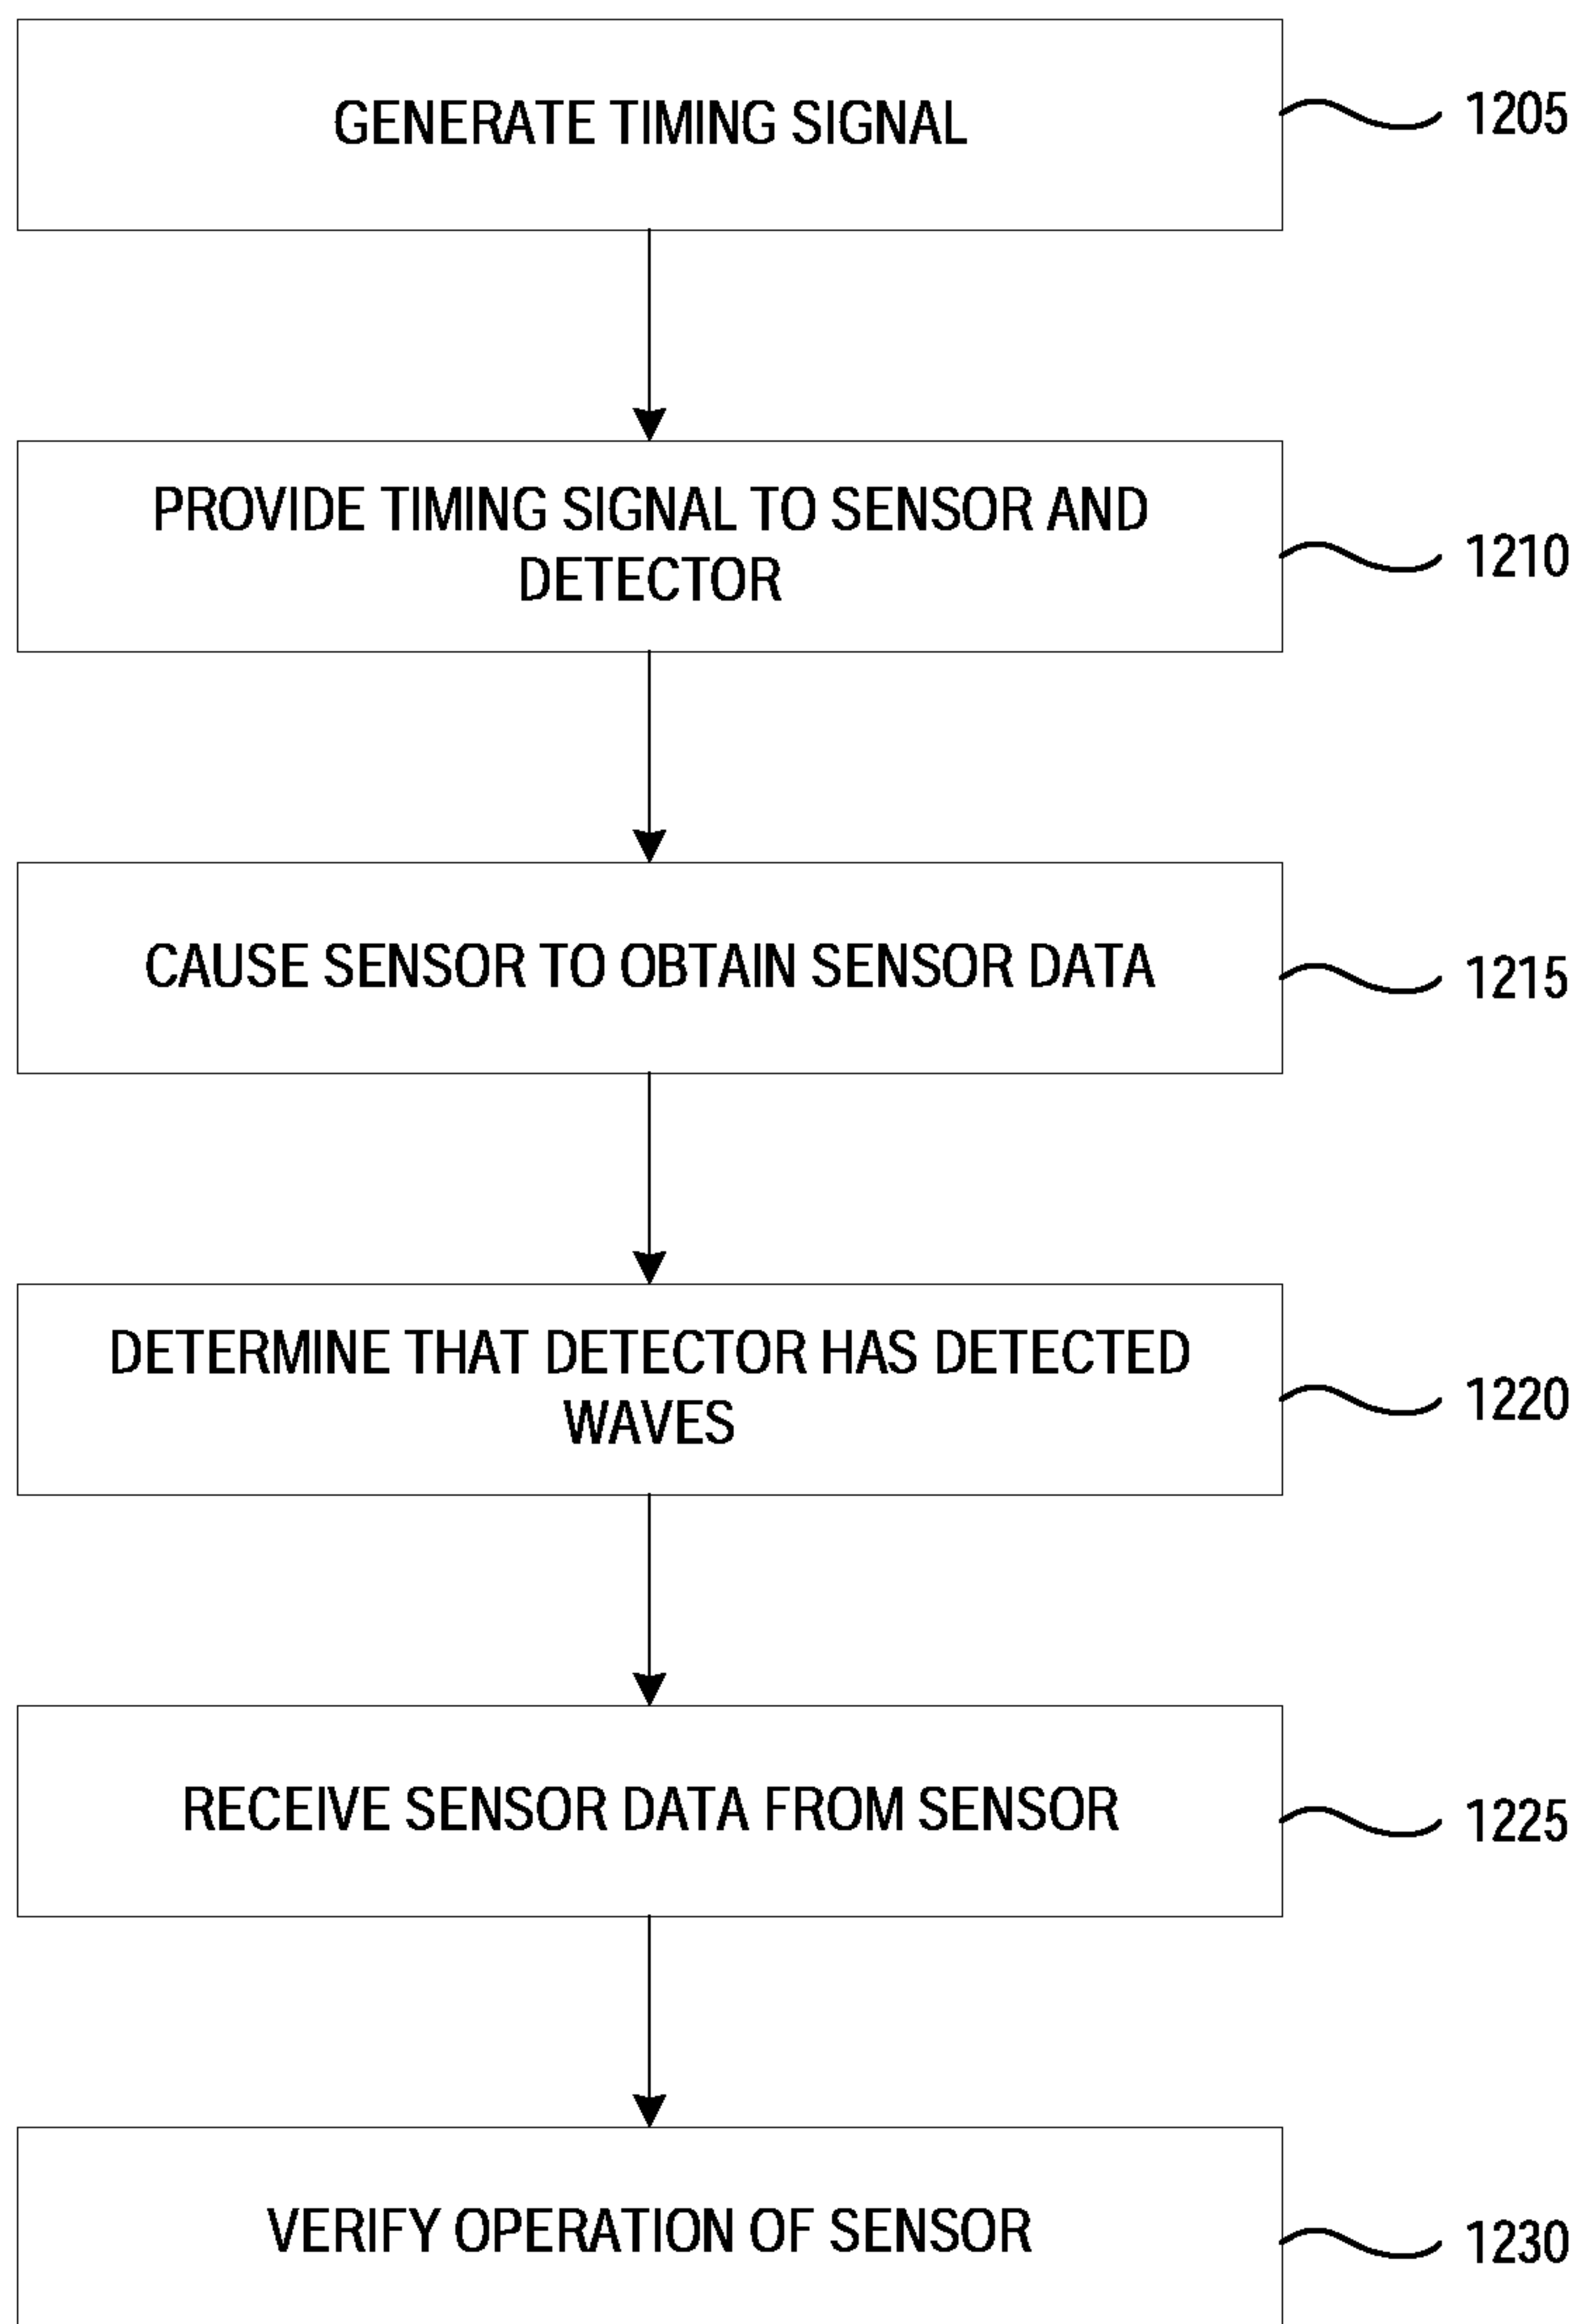 GENERATE TIMING SIGNAL
1205
PROVIDE TIMING SIGNAL TO SENSOR AND
DETECTOR
1210
CAUSE SENSOR TO OBTAIN SENSOR DATA
1215
DETERMINE THAT DETECTOR HAS DETECTED
WAVES
1220
RECEIVE SENSOR DATA FROM SENSOR
1225
VERIFY OPERATION OF SENSOR
1230